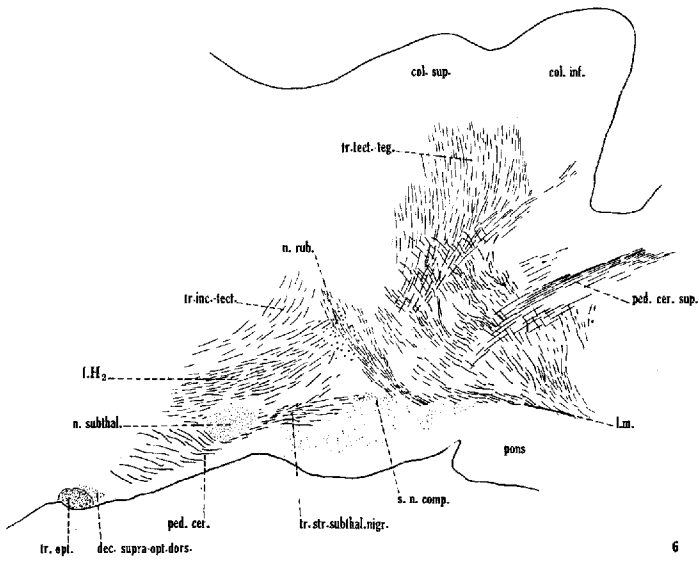 col. sup.
col. inf.
tr. tect. teg.
n. rub.
tr. inc.-tect.
ped. cer. sup.
f. H2
n. subthal.
l.m.
pons
s. n. comp.
ped. cer.
tr. str. subthal. nigr.
tr. opt.
dec. supra-opt. dors.
6